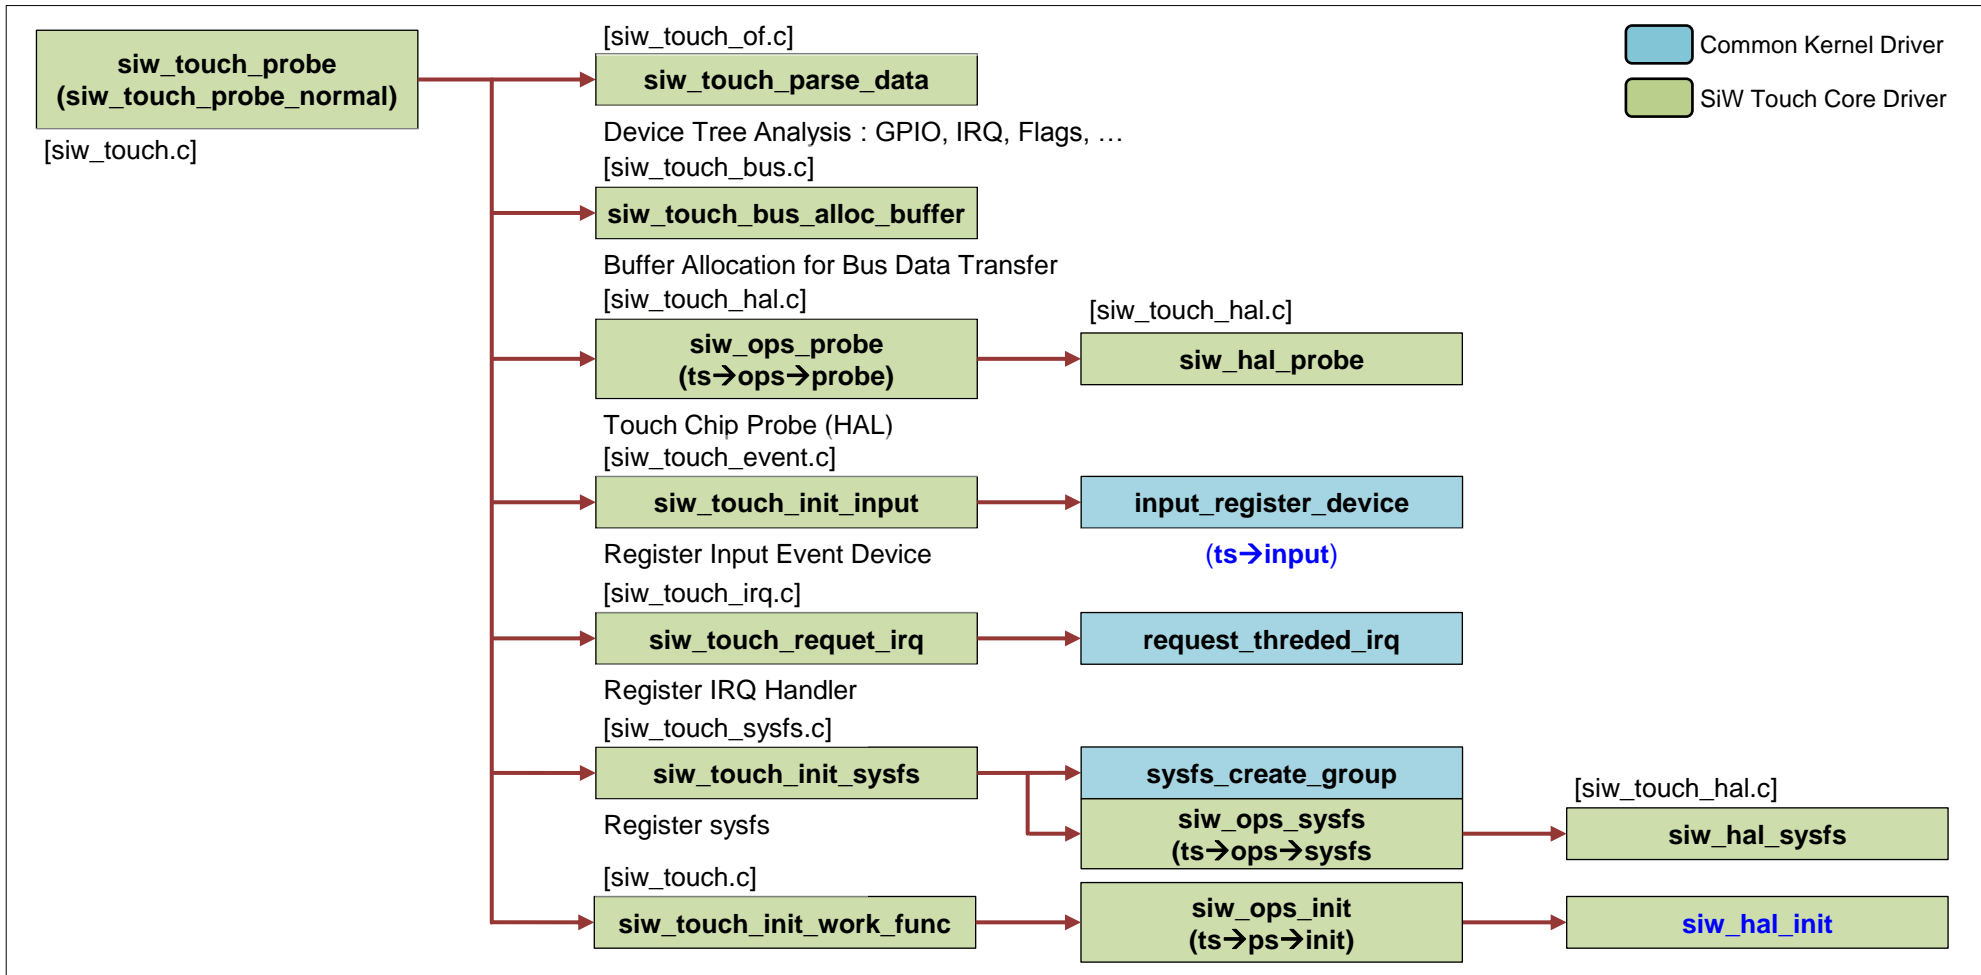 siw_touch_probe
(siw_touch_probe_normal)
[siw_touch.c]
[siw_touch_of.c]
siw_touch_parse_data
Device Tree Analysis : GPIO, IRQ, Flags, …
[siw_touch_bus.c]
siw_touch_bus_alloc_buffer
Buffer Allocation for Bus Data Transfer
[siw_touch_hal.c]
siw_ops_probe
(ts→ops→probe)
[siw_touch_hal.c]
siw_hal_probe
Touch Chip Probe (HAL)
[siw_touch_event.c]
siw_touch_init_input
input_register_device
Register Input Event Device
(ts→input)
[siw_touch_irq.c]
siw_touch_requet_irq
request_threded_irq
Register IRQ Handler
[siw_touch_sysfs.c]
siw_touch_init_sysfs
sysfs_create_group
Register sysfs
siw_ops_sysfs
(ts→ops→sysfs
[siw_touch_hal.c]
siw_hal_sysfs
[siw_touch.c]
siw_touch_init_work_func
siw_ops_init
(ts→ps→init)
siw_hal_init
Common Kernel Driver
SiW Touch Core Driver